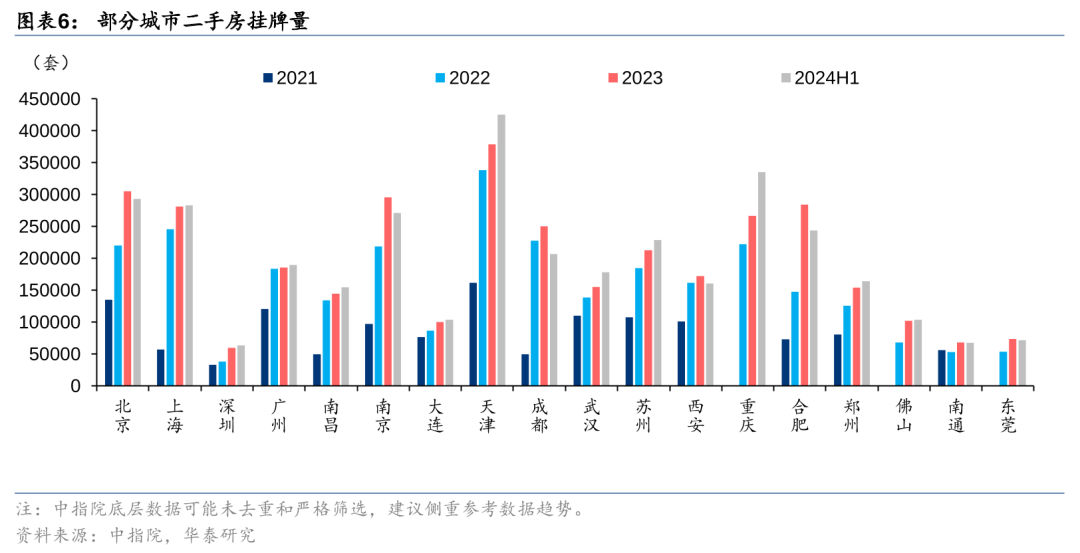 图表6： 部分城市二手房挂牌量
（套）
2021 2022 2023 2024H1
450000
400000
350000
300000
250000
200000
150000
100000
50000
0
北京 上海 深圳 广州 南昌 南京 大连 天津 成都 武汉 苏州 西安 重庆 合肥 郑州 佛山 南通 东莞
注：中指院底层数据可能未去重和严格筛选，建议侧重参考数据趋势。
资料来源：中指院，华泰研究